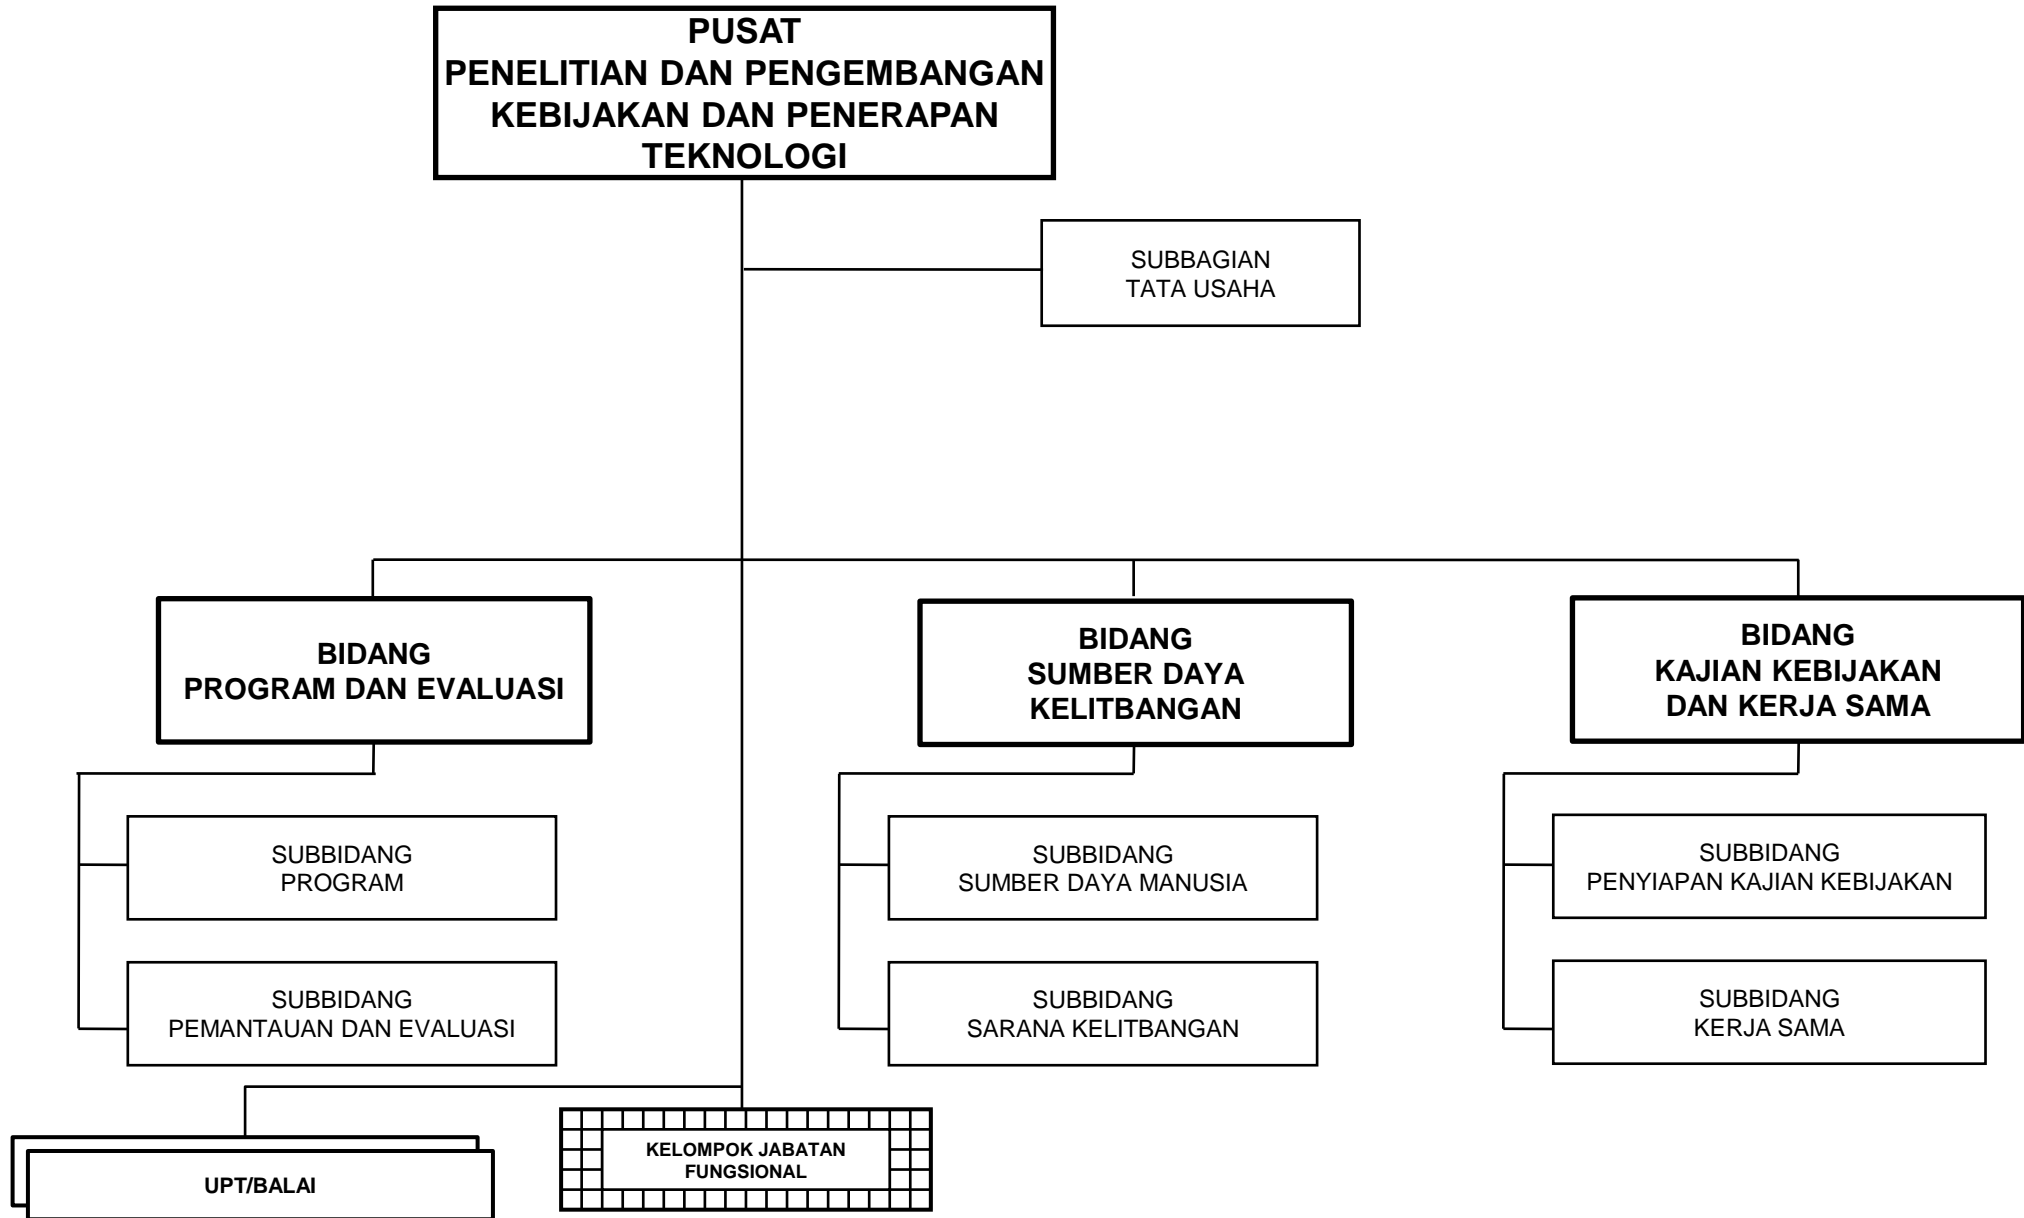 PUSAT
PENELITIAN DAN PENGEMBANGAN
KEBIJAKAN DAN PENERAPAN
TEKNOLOGI
SUBBAGIAN
TATA USAHA
BIDANG
PROGRAM DAN EVALUASI
BIDANG
SUMBER DAYA
KELITBANGAN
BIDANG
KAJIAN KEBIJAKAN
DAN KERJA SAMA
SUBBIDANG
PROGRAM
SUBBIDANG
SUMBER DAYA MANUSIA
SUBBIDANG
PENYIAPAN KAJIAN KEBIJAKAN
SUBBIDANG
PEMANTAUAN DAN EVALUASI
SUBBIDANG
SARANA KELITBANGAN
SUBBIDANG
KERJA SAMA
UPT/BALAI
KELOMPOK JABATAN
FUNGSIONAL